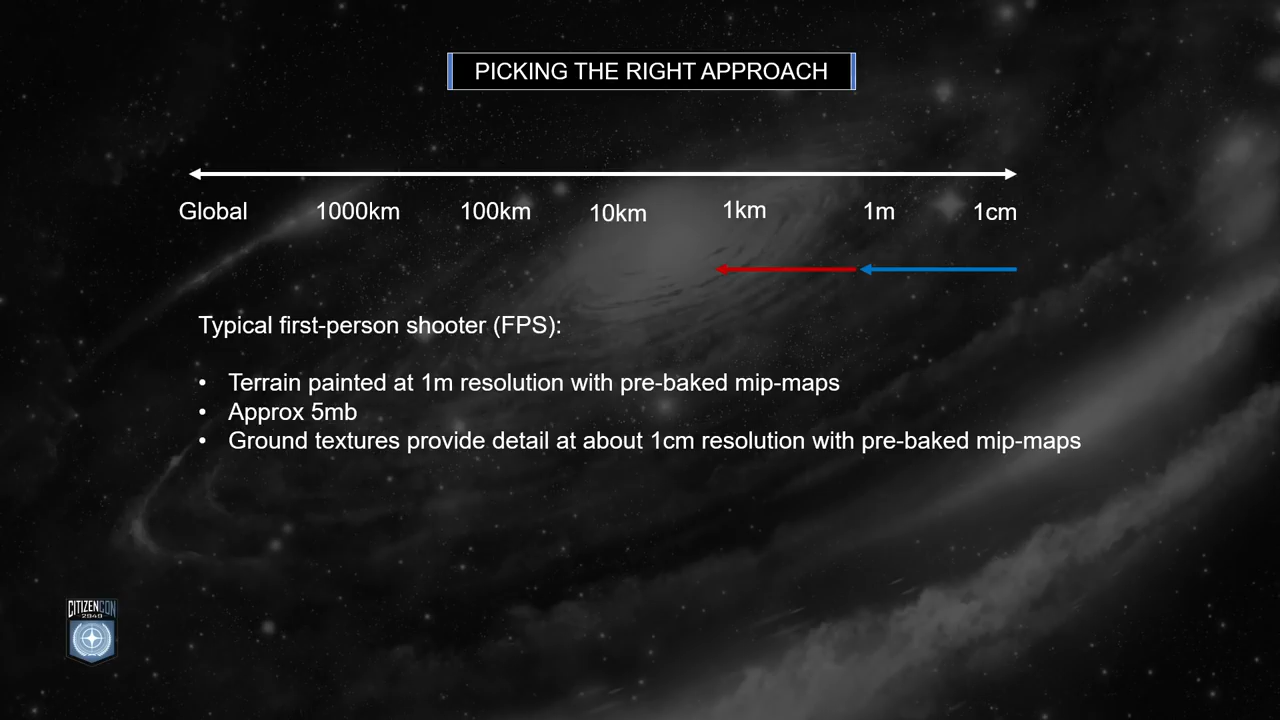 PICKING THE RIGHT APPROACH
Global 1000km 100km 10km 1km 1m 1cm
Typical first-person shooter (FPS):
• Terrain painted at 1m resolution with pre-baked mip-maps
• Approx 5mb
• Ground textures provide detail at about 1cm resolution with pre-baked mip-maps
CITIZENCON
2949